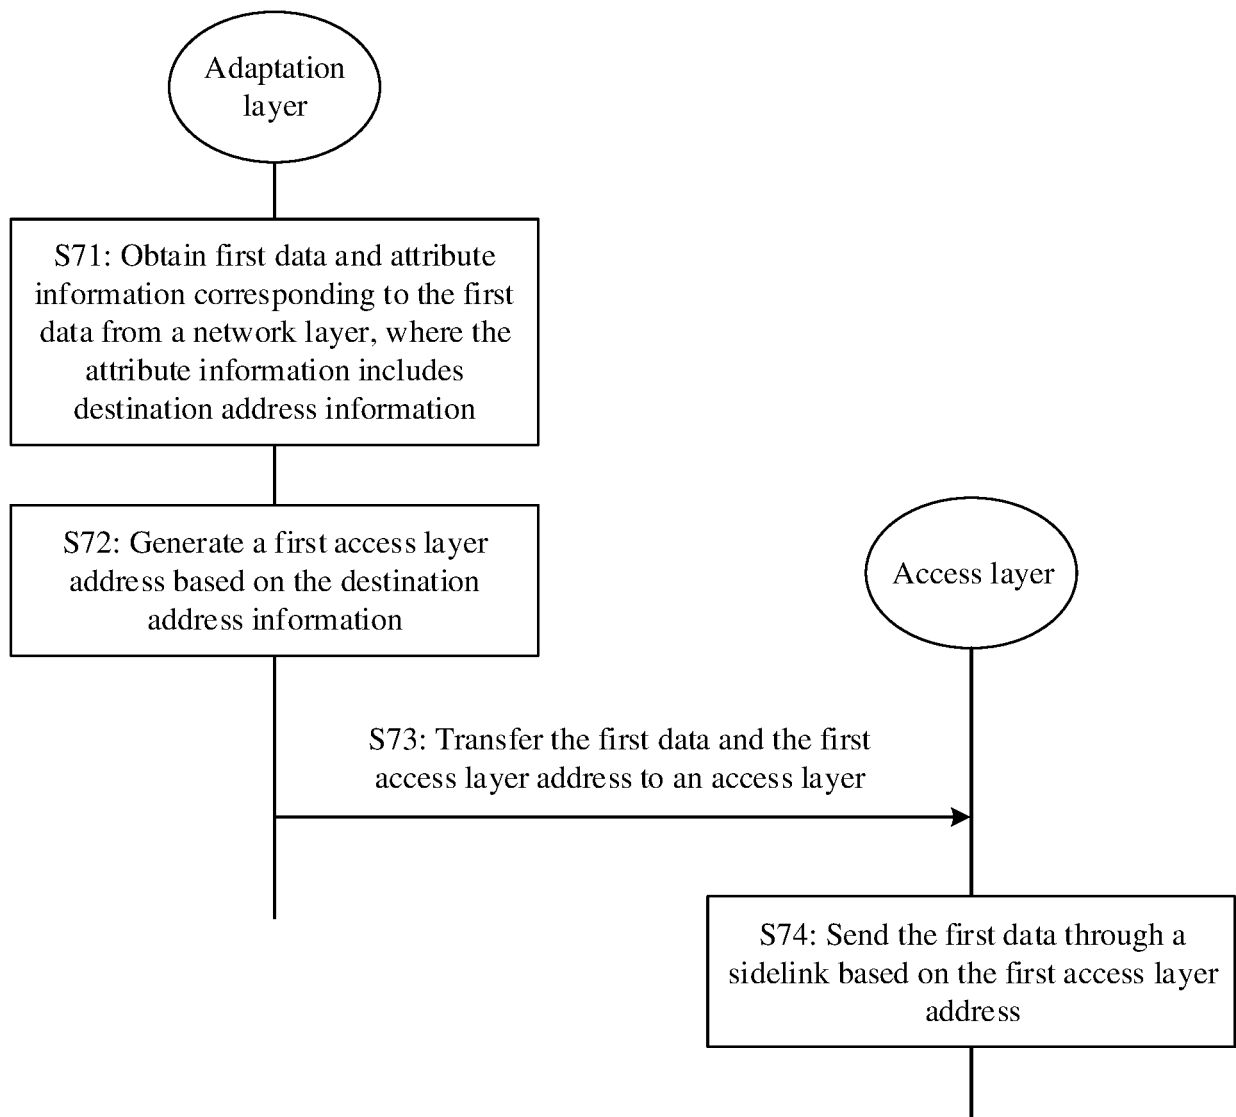 Adaptation
layer
S71: Obtain first data and attribute
information corresponding to the first
data from a network layer, where the
attribute information includes
destination address information
S72: Generate a first access layer
address based on the destination
address information
Access layer
S73: Transfer the first data and the first
access layer address to an access layer
S74: Send the first data through a
sidelink based on the first access layer
address